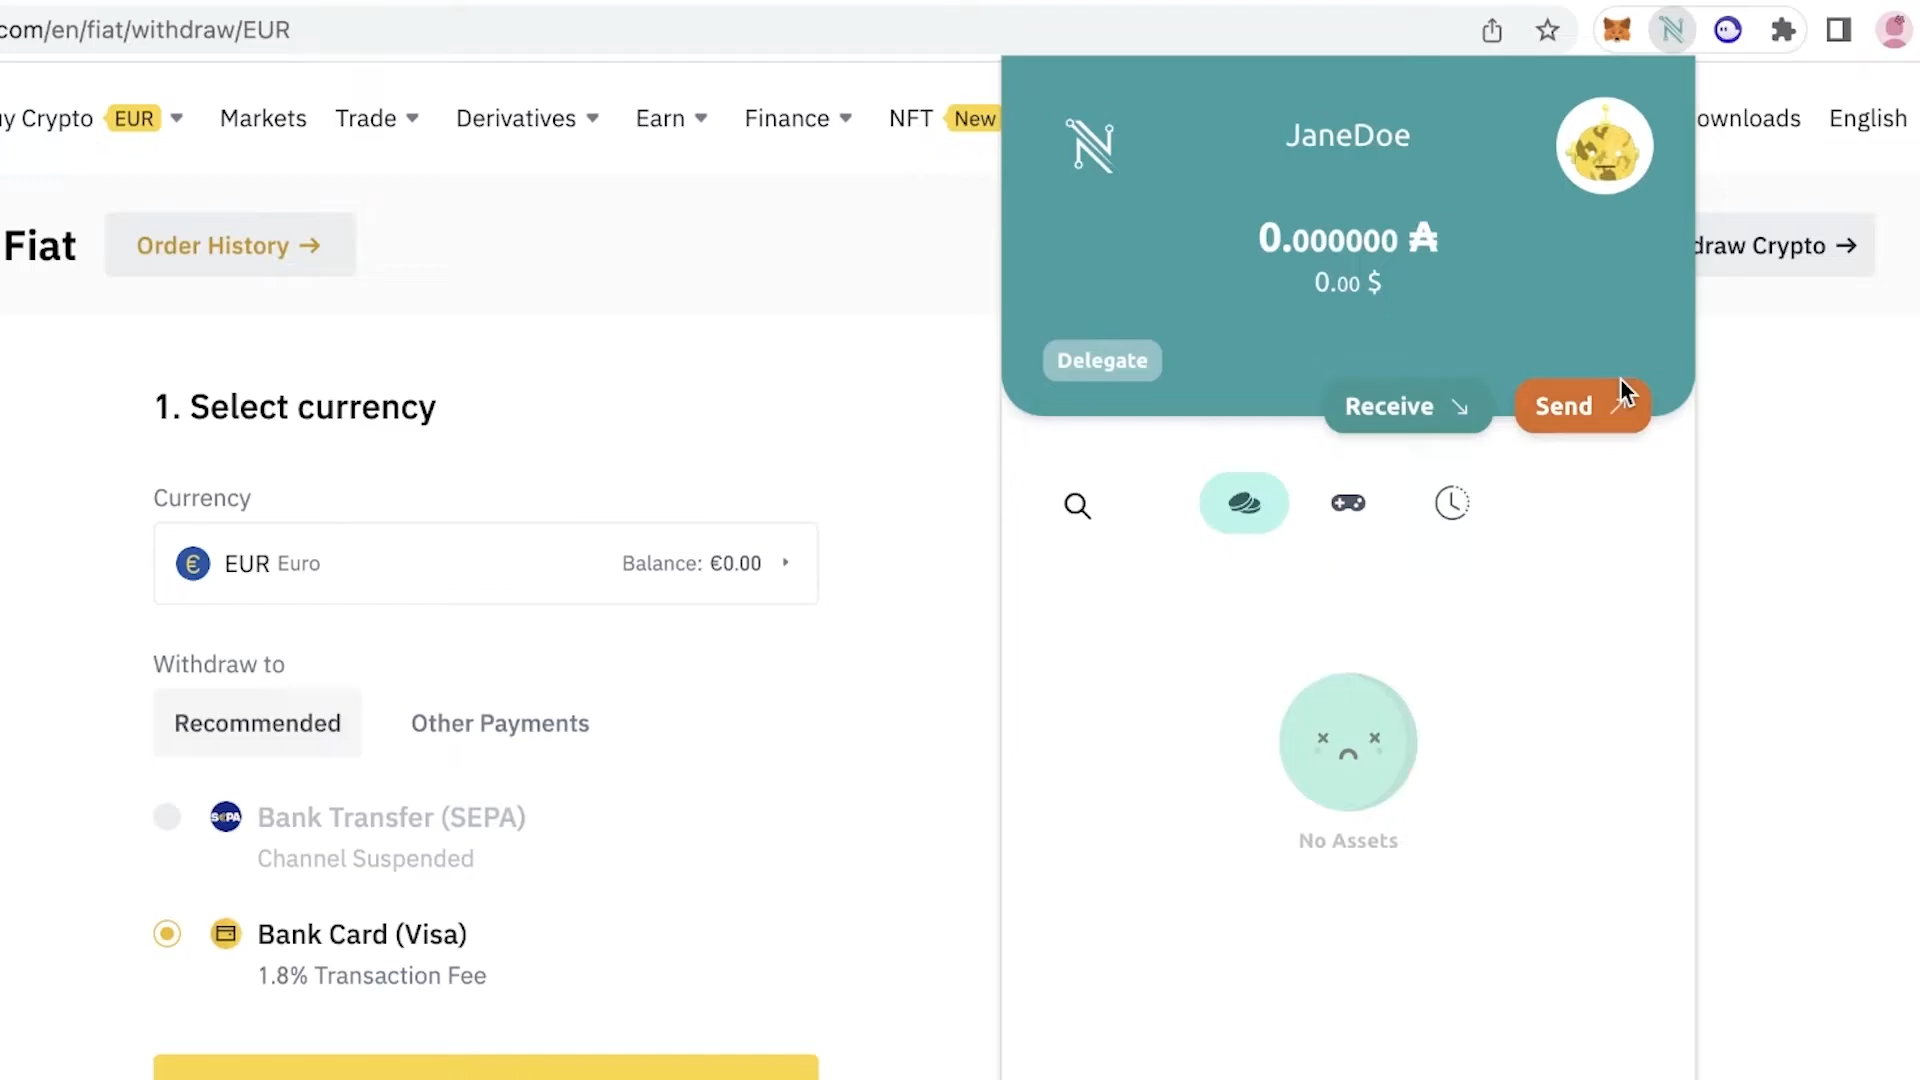 com/en/fiat/withdraw/EUR
y Crypto EUR Markets Trade Derivatives Earn Finance NFT New
ownloads English
Fiat Order History →
draw Crypto →
1. Select currency
Currency
€ EUR Euro Balance: €0.00
Withdraw to
Recommended Other Payments
SEPA Bank Transfer (SEPA)
Channel Suspended
Bank Card (Visa)
1.8% Transaction Fee
JaneDoe
0.000000 ₳
0.00 $
Delegate
Receive ↘
Send
No Assets